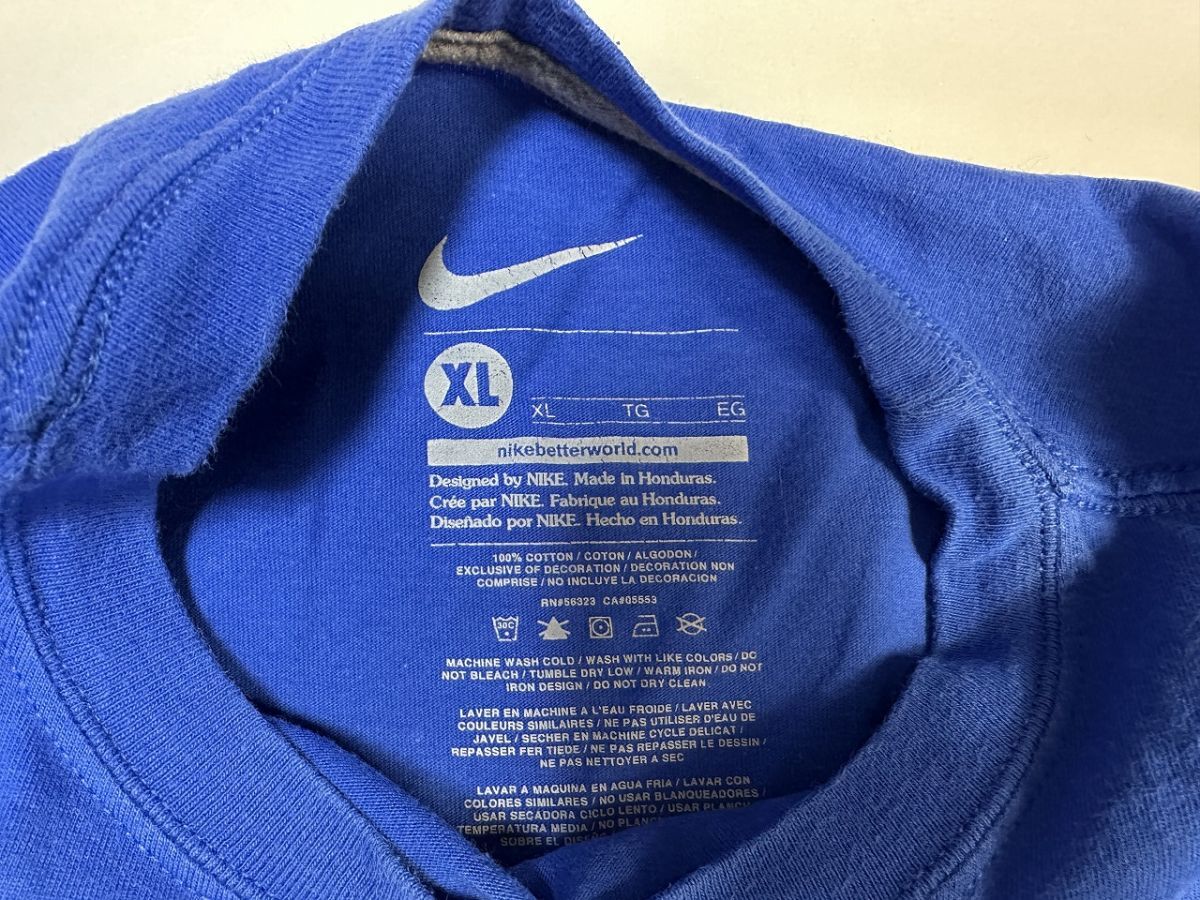 XL
XL TG EG
nikebetterworld.com
Designed by NIKE. Made in Honduras.
Crée par NIKE. Fabrique au Honduras.
Diseñado por NIKE. Hecho en Honduras.
100% COTTON / COTON / ALGODON /
EXCLUSIVE OF DECORATION / DECORATION NON
COMPRISE / NO INCLUYE LA DECORACION
RN#56323 CA#05553
30C
MACHINE WASH COLD / WASH WITH LIKE COLORS / DO
NOT BLEACH / TUMBLE DRY LOW / WARM IRON / DO NOT
IRON DESIGN / DO NOT DRY CLEAN
LAVER EN MACHINE A L'EAU FROIDE / LAVER AVEC
COULEURS SIMILAIRES / NE PAS UTILISER D'EAU DE
JAVEL / SECHER EN MACHINE CYCLE DELICAT /
REPASSER FER TIEDE / NE PAS REPASSER LE DESSIN /
NE PAS NETTOYER A SEC
LAVAR A MAQUINA EN AGUA FRIA / LAVAR CON
COLORES SIMILARES / NO USAR BLANQUEADORES /
USAR SECADORA CICLO LENTO / USAR
TEMPERATURA MEDIA / NO
SOBRE EL